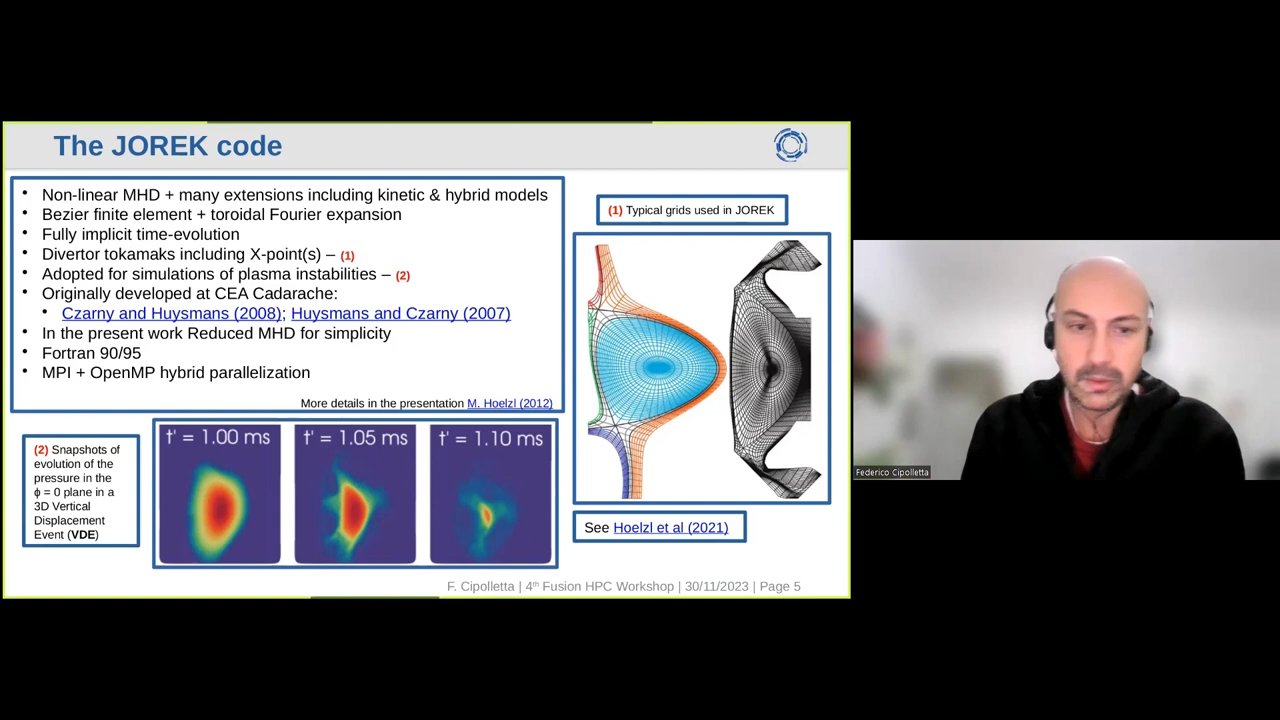 The JOREK code
• Non-linear MHD + many extensions including kinetic & hybrid models
• Bezier finite element + toroidal Fourier expansion
• Fully implicit time-evolution
• Divertor tokamaks including X-point(s) – (1)
• Adopted for simulations of plasma instabilities – (2)
• Originally developed at CEA Cadarache:
• Czarny and Huysmans (2008); Huysmans and Czarny (2007)
• In the present work Reduced MHD for simplicity
• Fortran 90/95
• MPI + OpenMP hybrid parallelization
More details in the presentation M. Hoelzl (2012)
(1) Typical grids used in JOREK
(2) Snapshots of
evolution of the
pressure in the
ϕ = 0 plane in a
3D Vertical
Displacement
Event (VDE)
t' = 1.00 ms
t' = 1.05 ms
t' = 1.10 ms
See Hoelzl et al (2021)
F. Cipolletta | 4th Fusion HPC Workshop | 30/11/2023 | Page 5
Federico Cipolletta